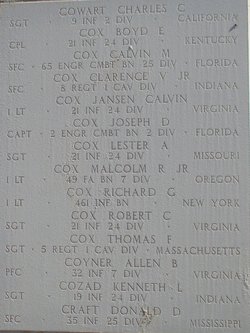 COWART CHARLES C
SGT · 9 INF 2 DIV · CALIFORNIA
COX BOYD E
CPL · 21 INF 24 DIV · KENTUCKY
COX CALVIN M
SFC · 65 ENGR CMBT BN 25 DIV · FLORIDA
COX CLARENCE V JR
SFC · 8 REGT 1 CAV DIV · INDIANA
COX JANSEN CALVIN
1 LT · 21 INF 24 DIV · VIRGINIA
COX JOSEPH D
CAPT · 2 ENGR CMBT BN 2 DIV · FLORIDA
COX LESTER A
SGT · 21 INF 24 DIV · MISSOURI
COX MALCOLM R JR
1 LT · 49 FA BN 7 DIV · OREGON
COX RICHARD G
1 LT · 461 INF BN · NEW YORK
COX ROBERT C
SGT · 21 INF 24 DIV · VIRGINIA
COX THOMAS F
SGT · 5 REGT 1 CAV DIV · MASSACHUSETTS
COYNER ALLEN B
PFC · 32 INF 7 DIV · VIRGINIA
COZAD KENNETH L
SGT · 19 INF 24 DIV · INDIANA
CRAFT DONALD D
SFC · 35 INF 25 DIV · MISSISSIPPI